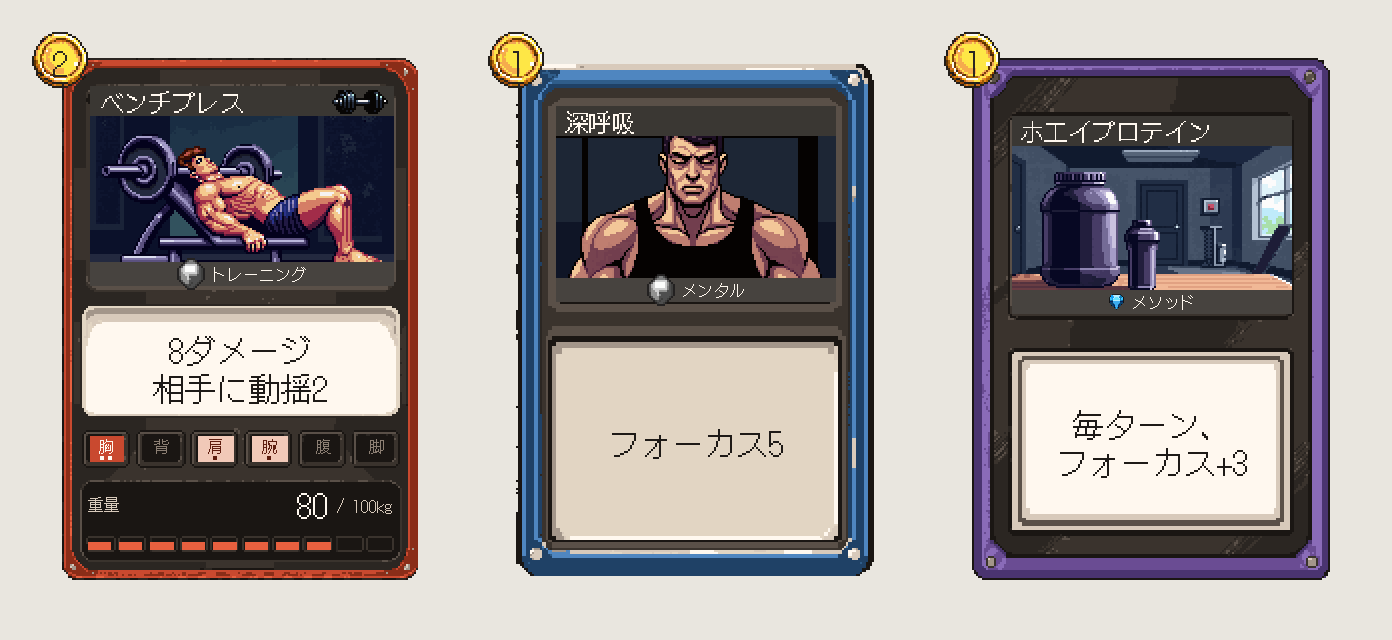 2
ベンチプレス
トレーニング
8ダメージ
相手に動揺2
胸 背 肩 腕 腹 脚
重量 80 / 100kg
1
深呼吸
メンタル
フォーカス5
1
ホエイプロテイン
メソッド
毎ターン、
フォーカス+3